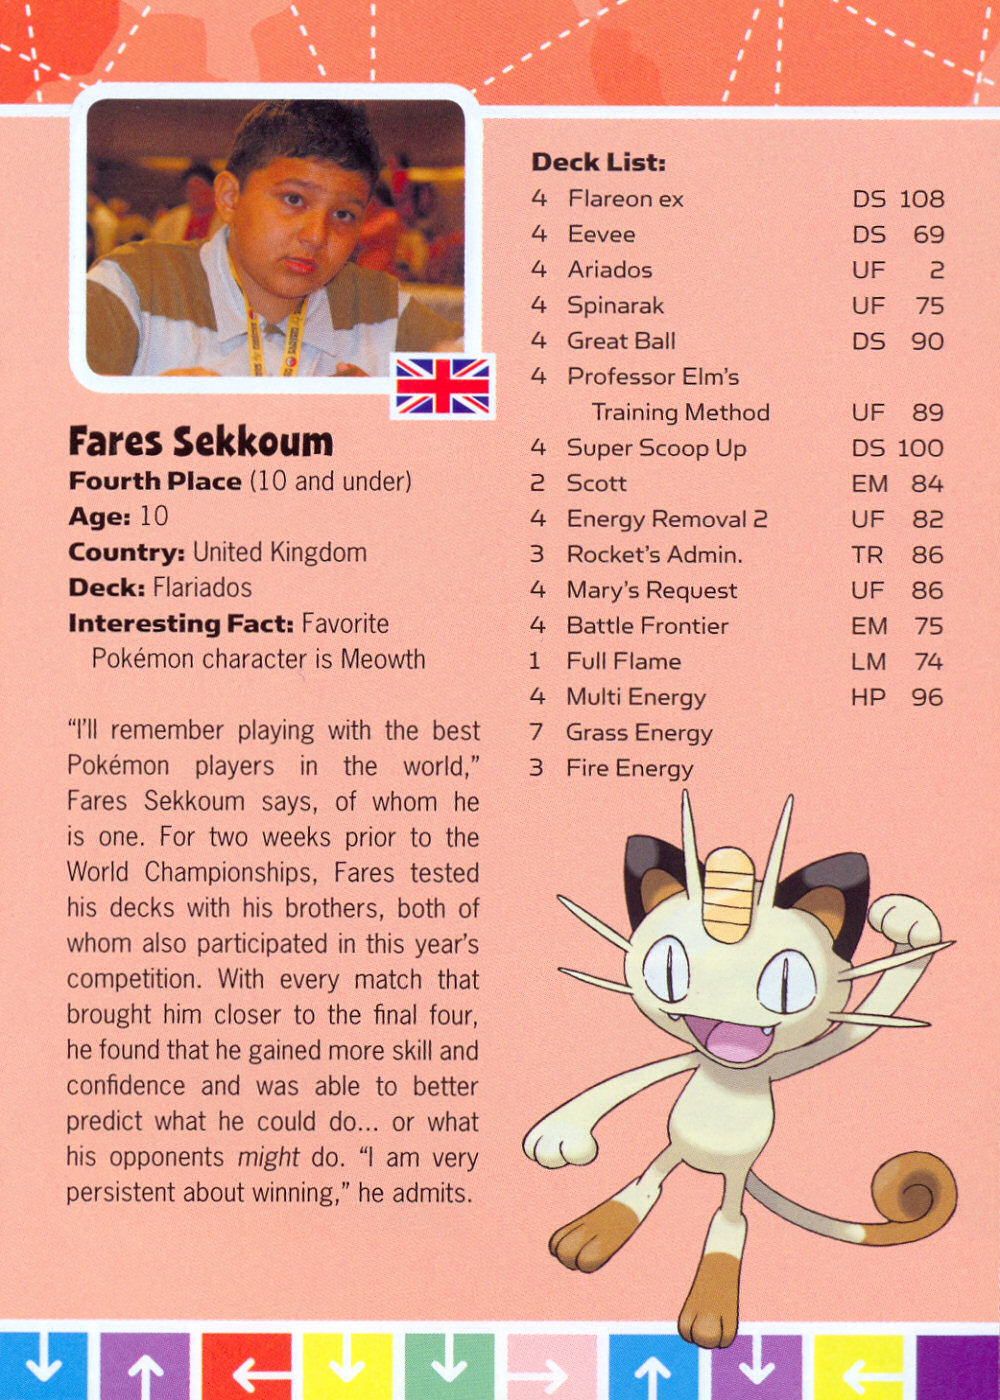 Fares Sekkoum
Fourth Place (10 and under)
Age: 10
Country: United Kingdom
Deck: Flariados
Interesting Fact: Favorite
Pokémon character is Meowth
“I’ll remember playing with the best
Pokémon players in the world,”
Fares Sekkoum says, of whom he
is one. For two weeks prior to the
World Championships, Fares tested
his decks with his brothers, both of
whom also participated in this year’s
competition. With every match that
brought him closer to the final four,
he found that he gained more skill and
confidence and was able to better
predict what he could do... or what
his opponents might do. “I am very
persistent about winning,” he admits.
Deck List:
4 Flareon ex DS 108
4 Eevee DS 69
4 Ariados UF 2
4 Spinarak UF 75
4 Great Ball DS 90
4 Professor Elm’s
Training Method UF 89
4 Super Scoop Up DS 100
2 Scott EM 84
4 Energy Removal 2 UF 82
3 Rocket’s Admin. TR 86
4 Mary’s Request UF 86
4 Battle Frontier EM 75
1 Full Flame LM 74
4 Multi Energy HP 96
7 Grass Energy
3 Fire Energy